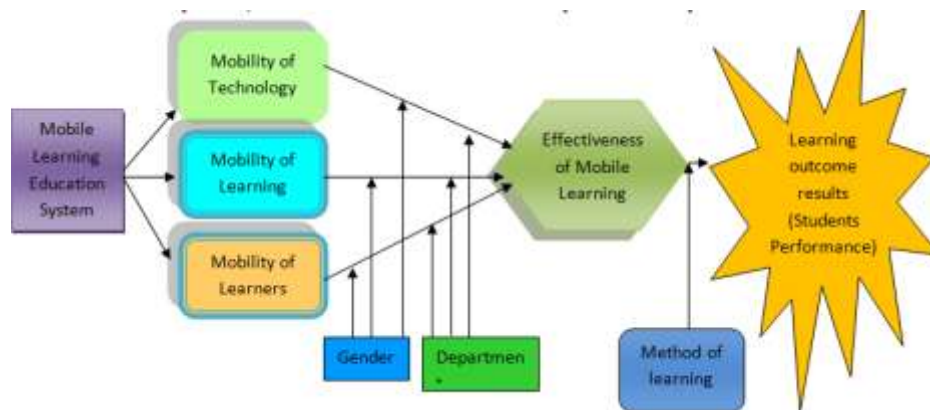 Mobility of
Technology
Mobile
Learning
Education
System
Mobility of
Learning
Mobility of
Learners
Effectiveness
of Mobile
Learning
Learning
outcome
results
(Students
Performance)
Gender
Departmen
Method of
learning